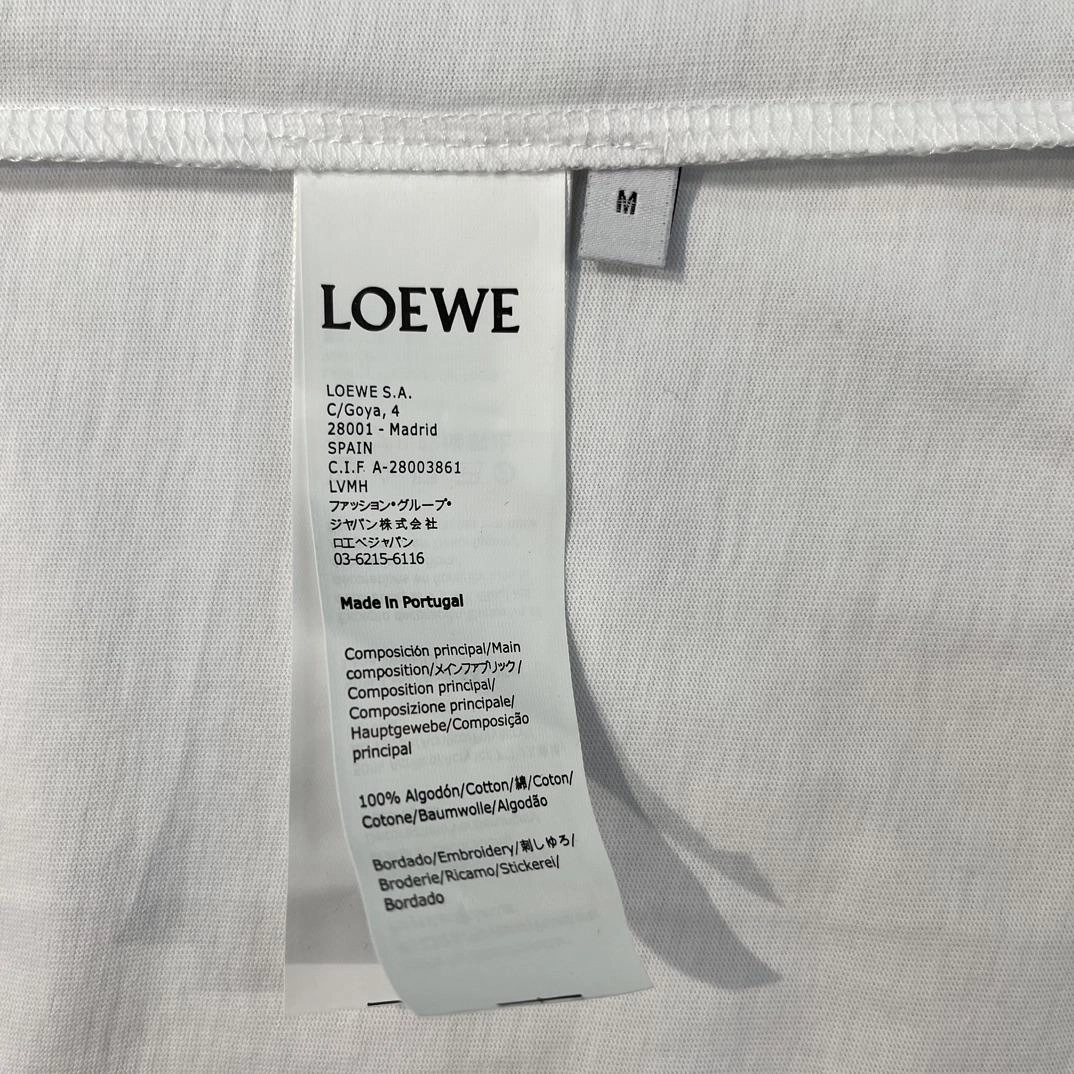 M
LOEWE
LOEWE S.A.
C/Goya, 4
28001 - Madrid
SPAIN
C.I.F. A-28003861
LVMH
ファッション・グループ・
ジャパン株式会社
ロエベジャパン
03-6215-6116
Made in Portugal
Composición principal/Main
composition/メインファブリック/
Composition principal/
Composizione principale/
Hauptgewebe/Composição
principal
100% Algodón/Cotton/綿/Coton/
Cotone/Baumwolle/Algodão
Bordado/Embroidery/刺しゆろ/
Broderie/Ricamo/Stickerei/
Bordado